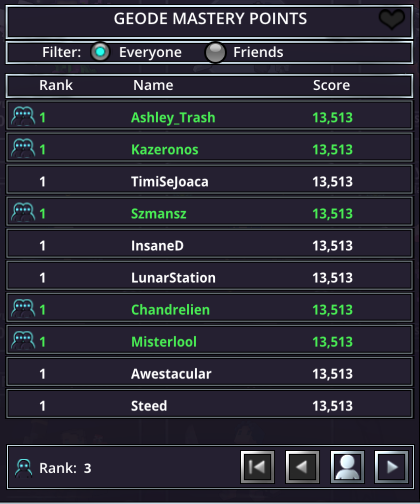 GEODE MASTERY POINTS
Filter: Everyone Friends
Rank Name Score
1 Ashley_Trash 13,513
1 Kazeronos 13,513
1 TimiSeJoaca 13,513
1 Szmansz 13,513
1 InsaneD 13,513
1 LunarStation 13,513
1 Chandrelien 13,513
1 Misterlool 13,513
1 Awestacular 13,513
1 Steed 13,513
Rank: 3